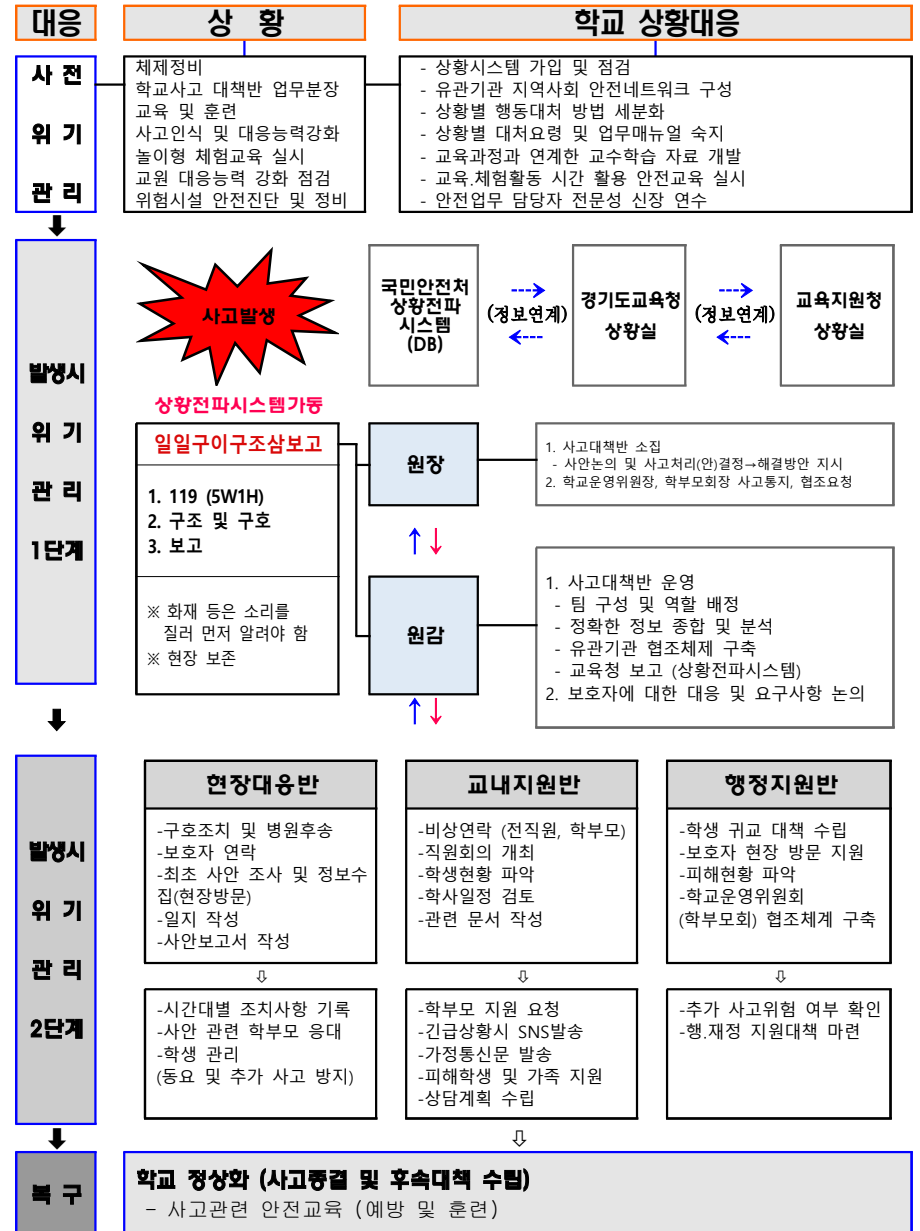 대응
상 황
학교 상황대응
사 전
위 기
관 리
체제정비
학교사고 대책반 업무분장
교육 및 훈련
사고인식 및 대응능력강화
놀이형 체험교육 실시
교원 대응능력 강화 점검
위험시설 안전진단 및 정비
- 상황시스템 가입 및 점검
- 유관기관 지역사회 안전네트워크 구성
- 상황별 행동대처 방법 세분화
- 상황별 대처요령 및 업무매뉴얼 숙지
- 교육과정과 연계한 교수학습 자료 개발
- 교육.체험활동 시간 활용 안전교육 실시
- 안전업무 담당자 전문성 신장 연수
발생시
위 기
관 리
1단계
사고발생
국민안전처
상황전파
시스템
(DB)
(정보연계)
경기도교육청
상황실
(정보연계)
교육지원청
상황실
상황전파시스템가동
일일구이구조삼보고
1. 119 (5W1H)
2. 구조 및 구호
3. 보고
※ 화재 등은 소리를
질러 먼저 알려야 함
※ 현장 보존
원장
1. 사고대책반 소집
- 사안논의 및 사고처리(안)결정→해결방안 지시
2. 학교운영위원장, 학부모회장 사고통지, 협조요청
원감
1. 사고대책반 운영
- 팀 구성 및 역할 배정
- 정확한 정보 종합 및 분석
- 유관기관 협조체제 구축
- 교육청 보고 (상황전파시스템)
2. 보호자에 대한 대응 및 요구사항 논의
발생시
위 기
관 리
2단계
현장대응반
-구호조치 및 병원후송
-보호자 연락
-최초 사안 조사 및 정보수
집(현장방문)
-일지 작성
-사안보고서 작성
⇩
-시간대별 조치사항 기록
-사안 관련 학부모 응대
-학생 관리
(동요 및 추가 사고 방지)
교내지원반
-비상연락 (전직원, 학부모)
-직원회의 개최
-학생현황 파악
-학사일정 검토
-관련 문서 작성
⇩
-학부모 지원 요청
-긴급상황시 SNS발송
-가정통신문 발송
-피해학생 및 가족 지원
-상담계획 수립
⇩
행정지원반
-학생 귀교 대책 수립
-보호자 현장 방문 지원
-피해현황 파악
-학교운영위원회
(학부모회) 협조체계 구축
⇩
-추가 사고위험 여부 확인
-행.재정 지원대책 마련
복 구
학교 정상화 (사고종결 및 후속대책 수립)
- 사고관련 안전교육 (예방 및 훈련)